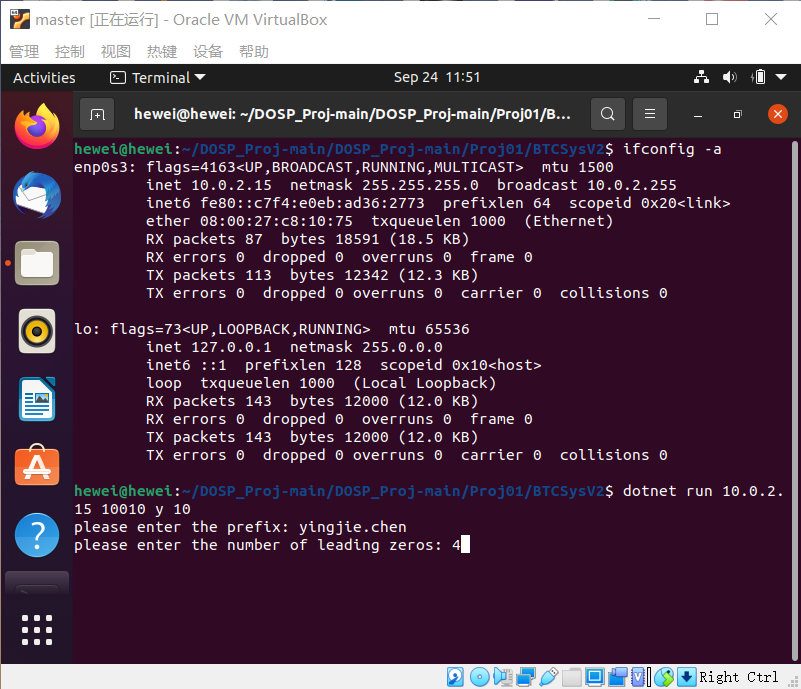 master [正在运行] - Oracle VM VirtualBox
管理 控制 视图 热键 设备 帮助
Activities Terminal Sep 24 11:51
hewei@hewei: ~/DOSP_Proj-main/DOSP_Proj-main/Proj01/B...
hewei@hewei:~/DOSP_Proj-main/DOSP_Proj-main/Proj01/BTCSysV2$ ifconfig -a
enp0s3: flags=4163<UP,BROADCAST,RUNNING,MULTICAST>  mtu 1500
        inet 10.0.2.15  netmask 255.255.255.0  broadcast 10.0.2.255
        inet6 fe80::c7f4:e0eb:ad36:2773  prefixlen 64  scopeid 0x20<link>
        ether 08:00:27:c8:10:75  txqueuelen 1000  (Ethernet)
        RX packets 87  bytes 18591 (18.5 KB)
        RX errors 0  dropped 0  overruns 0  frame 0
        TX packets 113  bytes 12342 (12.3 KB)
        TX errors 0  dropped 0 overruns 0  carrier 0  collisions 0
lo: flags=73<UP,LOOPBACK,RUNNING>  mtu 65536
        inet 127.0.0.1  netmask 255.0.0.0
        inet6 ::1  prefixlen 128  scopeid 0x10<host>
        loop  txqueuelen 1000  (Local Loopback)
        RX packets 143  bytes 12000 (12.0 KB)
        RX errors 0  dropped 0  overruns 0  frame 0
        TX packets 143  bytes 12000 (12.0 KB)
        TX errors 0  dropped 0 overruns 0  carrier 0  collisions 0
hewei@hewei:~/DOSP_Proj-main/DOSP_Proj-main/Proj01/BTCSysV2$ dotnet run 10.0.2.
15 10010 y 10
please enter the prefix: yingjie.chen
please enter the number of leading zeros: 4
Right Ctrl